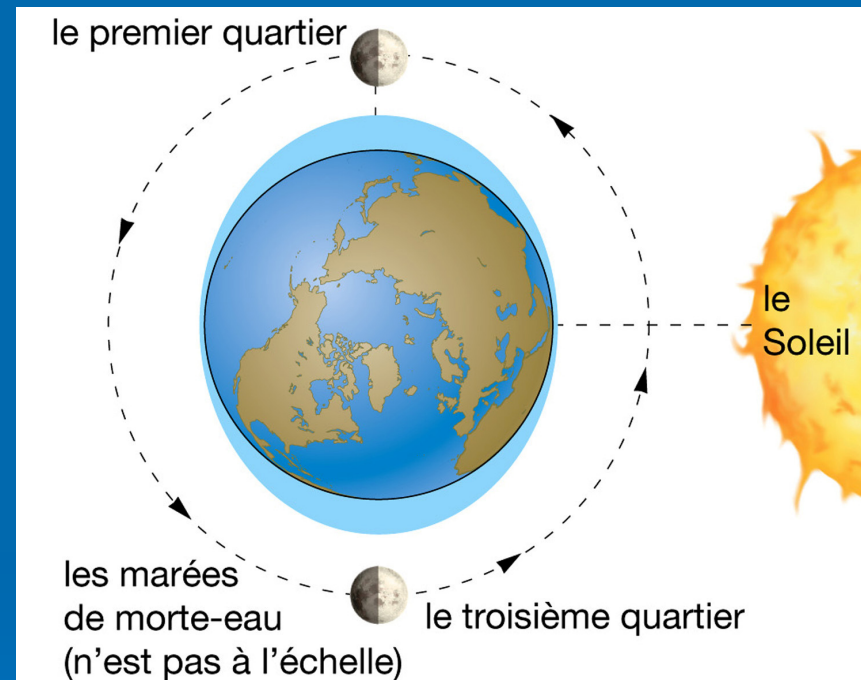 le premier quartier
le
Soleil
les marées
de morte-eau
(n'est pas à l'échelle)
le troisième quartier